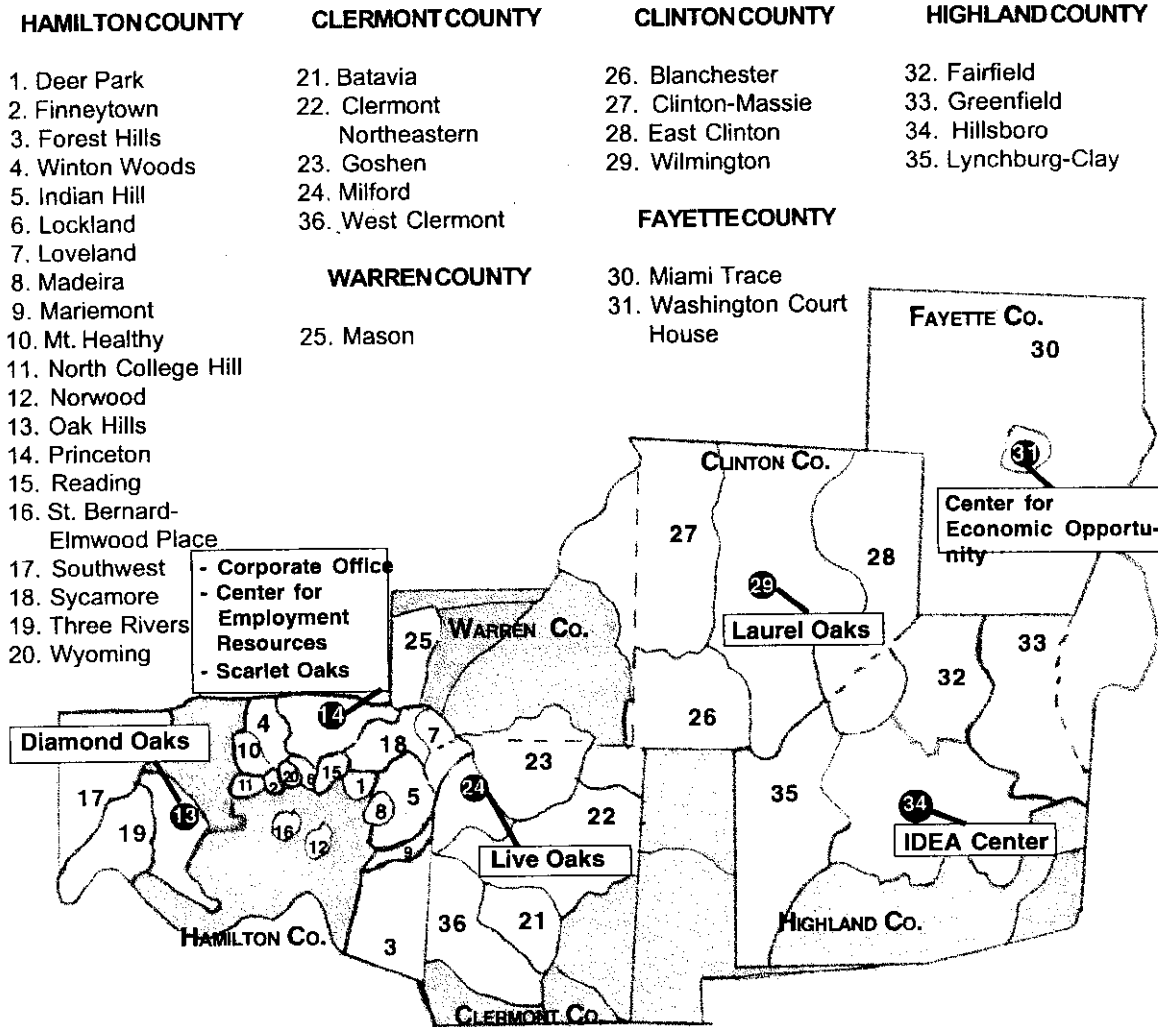 HAMILTON COUNTY
1. Deer Park
2. Finneytown
3. Forest Hills
4. Winton Woods
5. Indian Hill
6. Lockland
7. Loveland
8. Madeira
9. Mariemont
10. Mt. Healthy
11. North College Hill
12. Norwood
13. Oak Hills
14. Princeton
15. Reading
16. St. Bernard-
Elmwood Place
17. Southwest
18. Sycamore
19. Three Rivers
20. Wyoming
CLERMONT COUNTY
21. Batavia
22. Clermont
Northeastern
23. Goshen
24. Milford
36. West Clermont
WARREN COUNTY
25. Mason
CLINTON COUNTY
26. Blanchester
27. Clinton-Massie
28. East Clinton
29. Wilmington
FAYETTE COUNTY
30. Miami Trace
31. Washington Court
House
HIGHLAND COUNTY
32. Fairfield
33. Greenfield
34. Hillsboro
35. Lynchburg-Clay
FAYETTE CO.
30
31
Center for
Economic Opportu-
nity
CLINTON CO.
27
28
29
Laurel Oaks
- Corporate Office
- Center for
Employment
Resources
- Scarlet Oaks
25
WARREN CO.
26
32
33
14
4
10
18
7
23
Diamond Oaks
11
2
20
6
15
1
5
8
24
22
35
34
IDEA Center
17
19
13
16
12
9
Live Oaks
36
21
3
HAMILTON CO.
HIGHLAND CO.
CLERMONT CO.